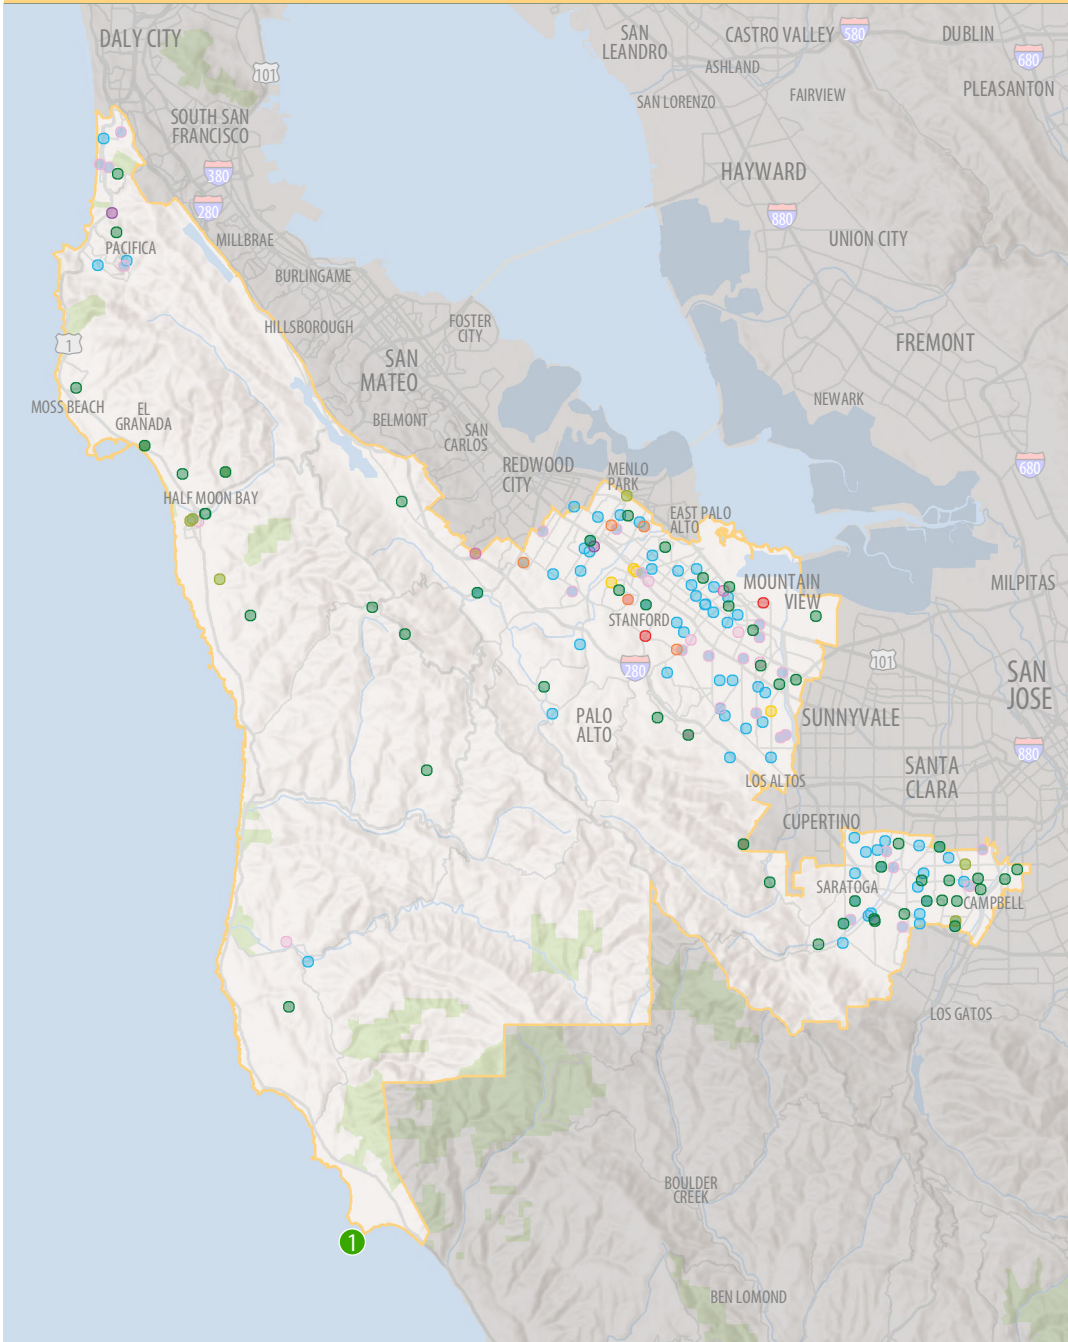 DALY CITY
101
SAN
LEANDRO
CASTRO VALLEY
580
DUBLIN
680
ASHLAND
PLEASANTON
SAN LORENZO
FAIRVIEW
SOUTH SAN
FRANCISCO
380
HAYWARD
280
880
MILLBRAE
UNION CITY
PACIFICA
BURLINGAME
HILLSBOROUGH
FOSTER
CITY
1
FREMONT
SAN
MATEO
NEWARK
MOSS BEACH
EL
GRANADA
BELMONT
SAN
CARLOS
REDWOOD
CITY
MENLO
PARK
680
HALF MOON BAY
EAST PALO
ALTO
MOUNTAIN
VIEW
MILPITAS
STANFORD
280
101
SAN
JOSE
PALO
ALTO
SUNNYVALE
880
SANTA
CLARA
LOS ALTOS
CUPERTINO
SARATOGA
CAMPBELL
LOS GATOS
BOULDER
CREEK
1
BEN LOMOND